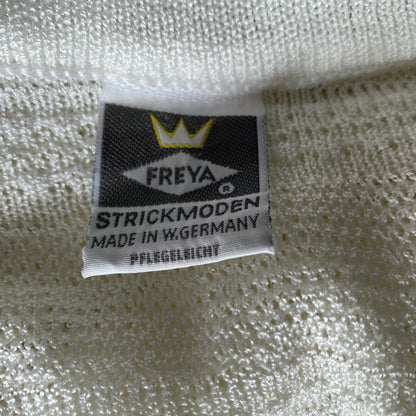 FREYA ®
STRICKMODEN
MADE IN W.GERMANY
PFLEGELEICHT